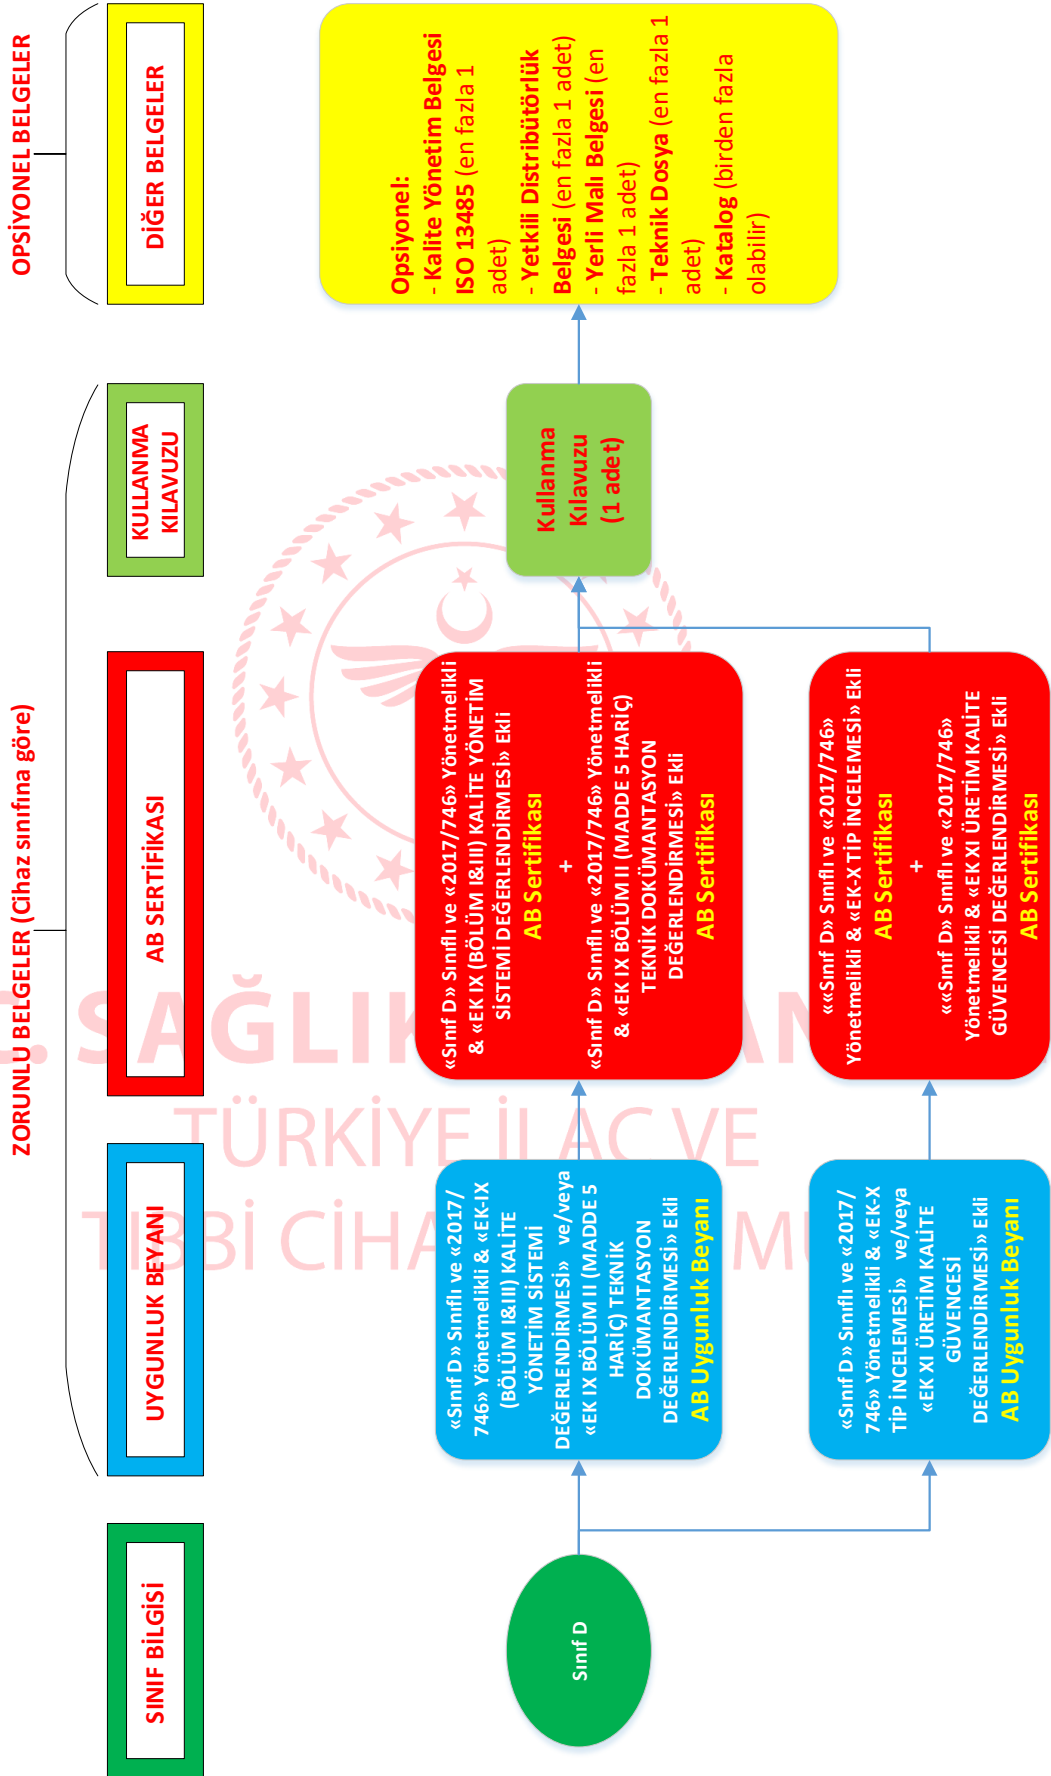 ZORUNLU BELGELER (Cihaz sınıfına göre)
OPSİYONEL BELGELER
SINIF BİLGİSİ
UYGUNLUK BEYANI
AB SERTİFİKASI
KULLANMA
KILAVUZU
DİĞER BELGELER
Sınıf D
«Sınıf D» Sınıflı ve «2017/
746» Yönetmelikli & «EK-IX
(BÖLÜM I&III) KALİTE
YÖNETİM SİSTEMİ
DEĞERLENDİRMESİ» ve/veya
«EK IX BÖLÜM II (MADDE 5
HARİÇ) TEKNİK
DOKÜMANTASYON
DEĞERLENDİRMESİ» Ekli
AB Uygunluk Beyanı
«Sınıf D» Sınıflı ve «2017/746» Yönetmelikli
& «EK IX (BÖLÜM I&III) KALİTE YÖNETİM
SİSTEMİ DEĞERLENDİRMESİ» Ekli
AB Sertifikası
+
«Sınıf D» Sınıflı ve «2017/746» Yönetmelikli
& «EK IX BÖLÜM II (MADDE 5 HARİÇ)
TEKNİK DOKÜMANTASYON
DEĞERLENDİRMESİ» Ekli
AB Sertifikası
Kullanma
Kılavuzu
(1 adet)
Opsiyonel:
- Kalite Yönetim Belgesi
ISO 13485 (en fazla 1
adet)
- Yetkili Distribütörlük
Belgesi (en fazla 1 adet)
- Yerli Malı Belgesi (en
fazla 1 adet)
- Teknik Dosya (en fazla 1
adet)
- Katalog (birden fazla
olabilir)
«Sınıf D» Sınıflı ve «2017/
746» Yönetmelikli & «EK-X
TİP İNCELEMESİ» ve/veya
«EK XI ÜRETİM KALİTE
GÜVENCESİ
DEĞERLENDİRMESİ» Ekli
AB Uygunluk Beyanı
««Sınıf D» Sınıflı ve «2017/746»
Yönetmelikli & «EK-X TİP İNCELEMESİ» Ekli
AB Sertifikası
+
««Sınıf D» Sınıflı ve «2017/746»
Yönetmelikli & «EK XI ÜRETİM KALİTE
GÜVENCESİ DEĞERLENDİRMESİ» Ekli
AB Sertifikası
TÜRKİYE İLAÇ VE